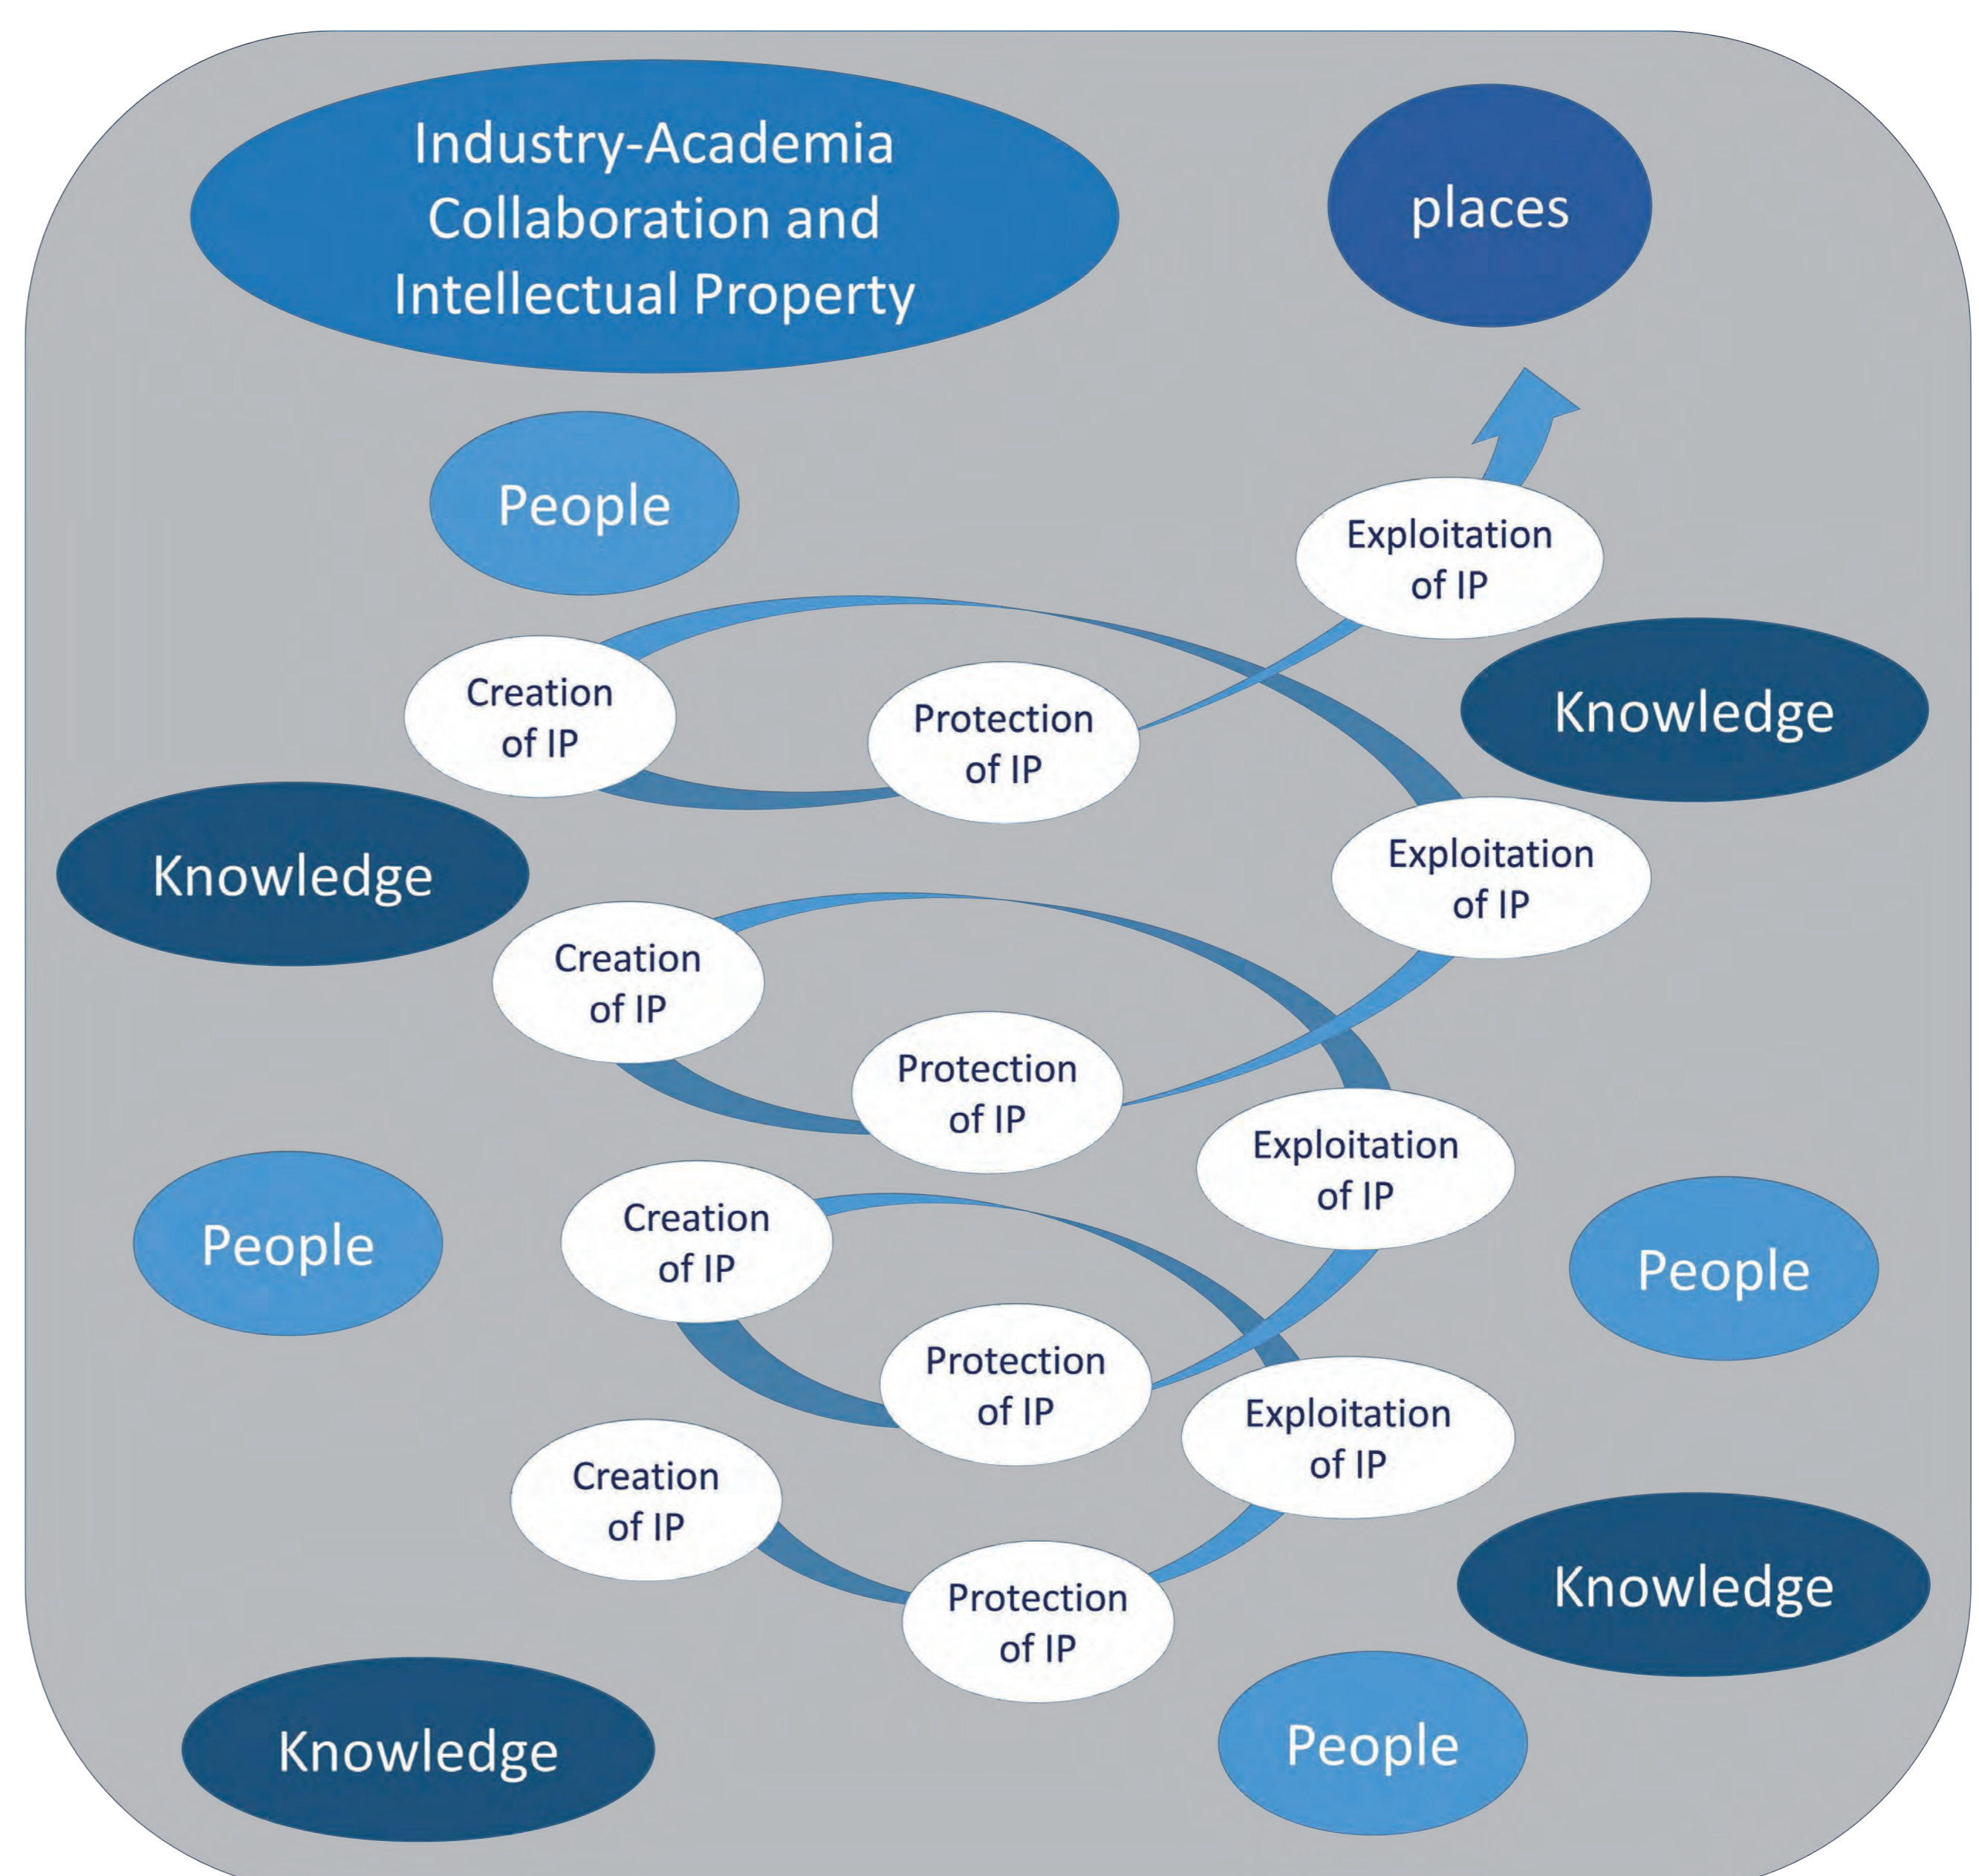 Industry-Academia
Collaboration and
Intellectual Property
places
People
Exploitation
of IP
Creation
of IP
Protection
of IP
Knowledge
Knowledge
Exploitation
of IP
Creation
of IP
Protection
of IP
Exploitation
of IP
People
Creation
of IP
People
Protection
of IP
Exploitation
of IP
Creation
of IP
Protection
of IP
Knowledge
Knowledge
People